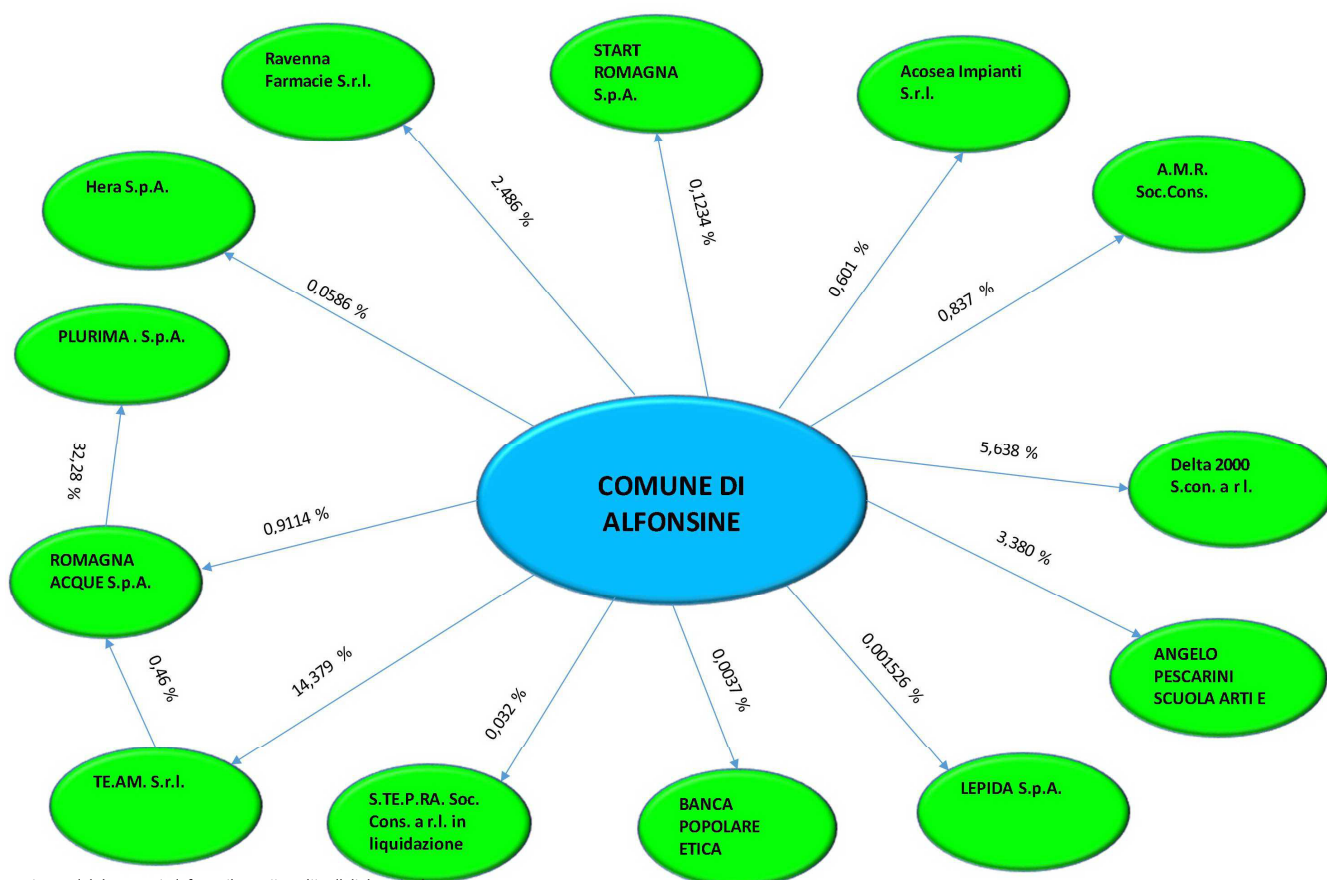 Ravenna
Farmacie S.r.l.
START
ROMAGNA
S.p.A.
Acosea Impianti
S.r.l.
A.M.R.
Soc.Cons.
Hera S.p.A.
2.486 %
0,1234 %
0,601 %
0,837 %
0,0586 %
PLURIMA . S.p.A.
32,28 %
5,638 %
Delta 2000
S.con. a r l.
COMUNE DI
ALFONSINE
0,9114 %
3,380 %
ROMAGNA
ACQUE S.p.A.
0,46 %
14,379 %
0,032 %
0,0037 %
0,001526 %
ANGELO
PESCARINI
SCUOLA ARTI E
TE.AM. S.r.l.
S.TE.P.RA. Soc.
Cons. a r.l. in
liquidazione
BANCA
POPOLARE
ETICA
LEPIDA S.p.A.